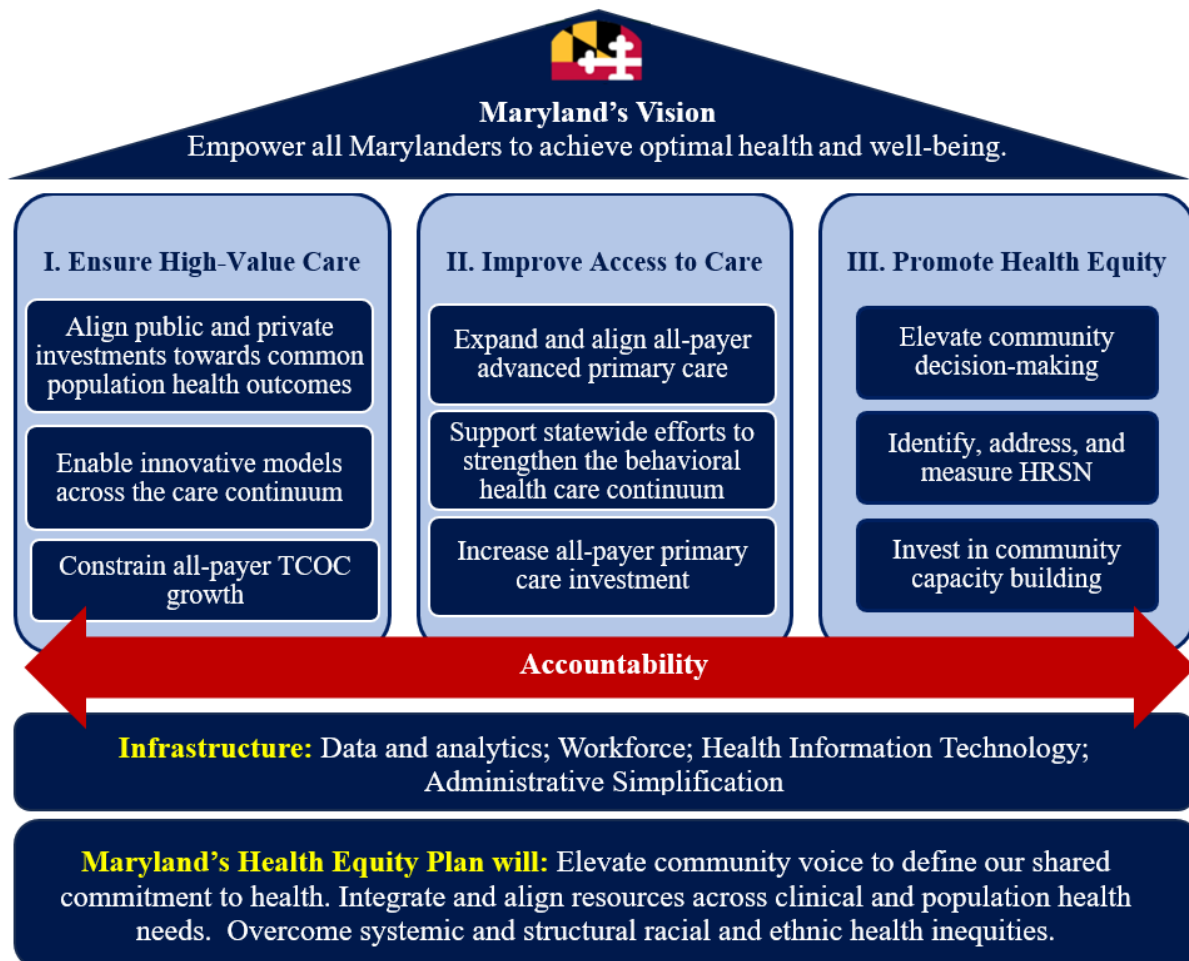 Maryland's Vision
Empower all Marylanders to achieve optimal health and well-being.
I. Ensure High-Value Care
Align public and private
investments towards common
population health outcomes
Enable innovative models
across the care continuum
Constrain all-payer TCOC
growth
II. Improve Access to Care
Expand and align all-payer
advanced primary care
Support statewide efforts to
strengthen the behavioral
health care continuum
Increase all-payer primary
care investment
III. Promote Health Equity
Elevate community
decision-making
Identify, address, and
measure HRSN
Invest in community
capacity building
Accountability
Infrastructure: Data and analytics; Workforce; Health Information Technology;
Administrative Simplification
Maryland's Health Equity Plan will: Elevate community voice to define our shared
commitment to health. Integrate and align resources across clinical and population health
needs.  Overcome systemic and structural racial and ethnic health inequities.